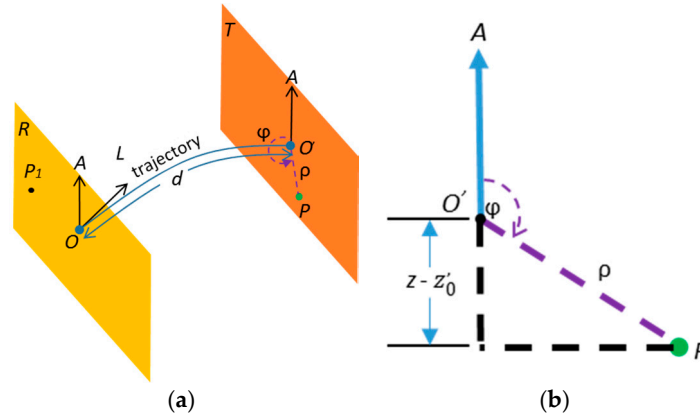 T
A
φ
O'
ρ
P
R
P1
A
L
trajectory
d
O
(a)
A
O'
φ
z - z'0
ρ
P
(b)